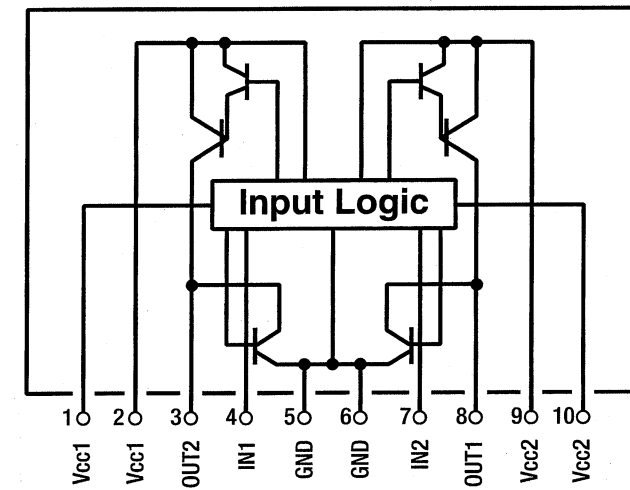 Input Logic
1 2 3 4 5 6 7 8 9 10
Vcc1 Vcc1 OUT2 IN1 GND GND IN2 OUT1 Vcc2 Vcc2